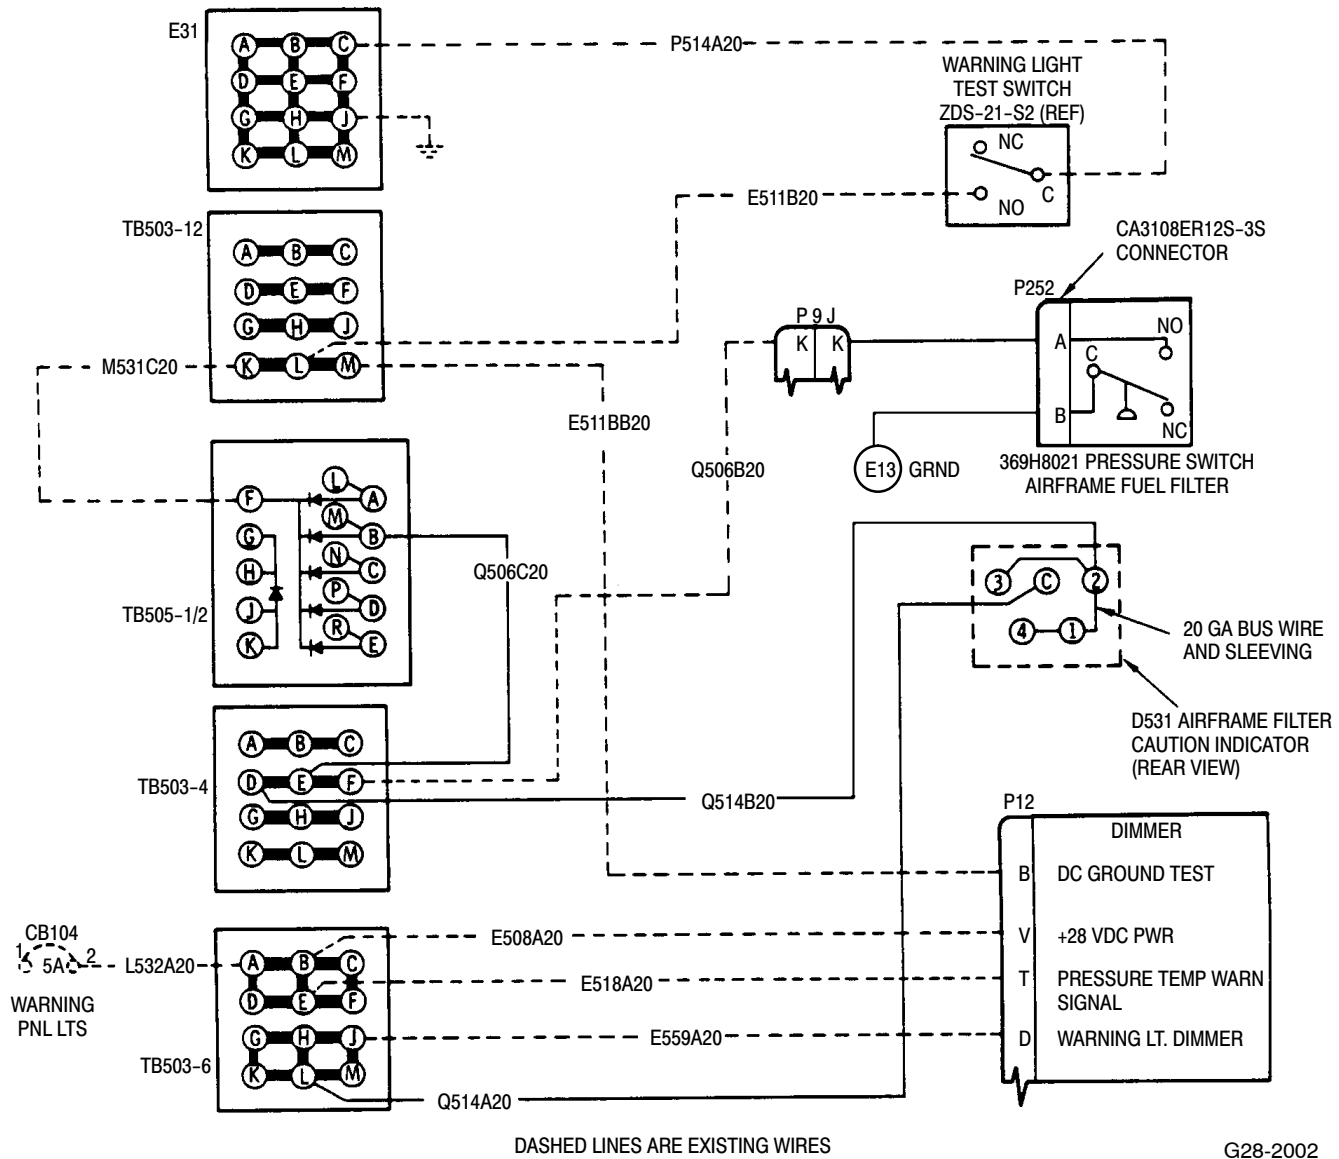 E31
A B C
D E F
G H J
K L M
P514A20
WARNING LIGHT
TEST SWITCH
ZDS-21-S2 (REF)
NC
C
NO
E511B20
TB503-12
A B C
D E F
G H J
K L M
M531C20
E511BB20
CA3108ER12S-3S
CONNECTOR
P252
P 9 J
K K
A
NO
C
B
NC
Q506B20
E13 GRND
369H8021 PRESSURE SWITCH
AIRFRAME FUEL FILTER
F L A
G M B
H N C
J P D
K R E
TB505-1/2
Q506C20
3 C 2
4 1
20 GA BUS WIRE
AND SLEEVING
D531 AIRFRAME FILTER
CAUTION INDICATOR
(REAR VIEW)
TB503-4
A B C
D E F
G H J
K L M
Q514B20
P12
DIMMER
B DC GROUND TEST
V +28 VDC PWR
T PRESSURE TEMP WARN
SIGNAL
D WARNING LT. DIMMER
CB104
1 5A 2
WARNING
PNL LTS
L532A20
A B C
D E F
G H J
K L M
TB503-6
E508A20
E518A20
E559A20
Q514A20
DASHED LINES ARE EXISTING WIRES
G28-2002